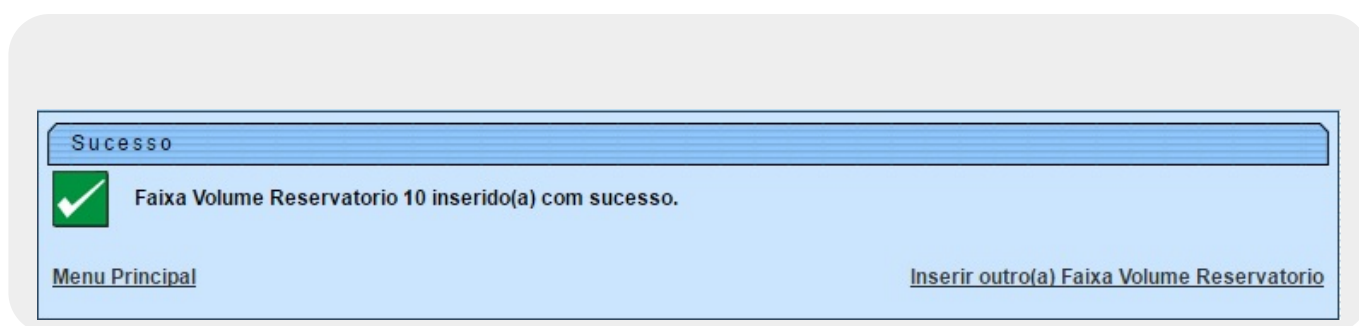 Sucesso
Faixa Volume Reservatorio 10 inserido(a) com sucesso.
Menu Principal
Inserir outro(a) Faixa Volume Reservatorio